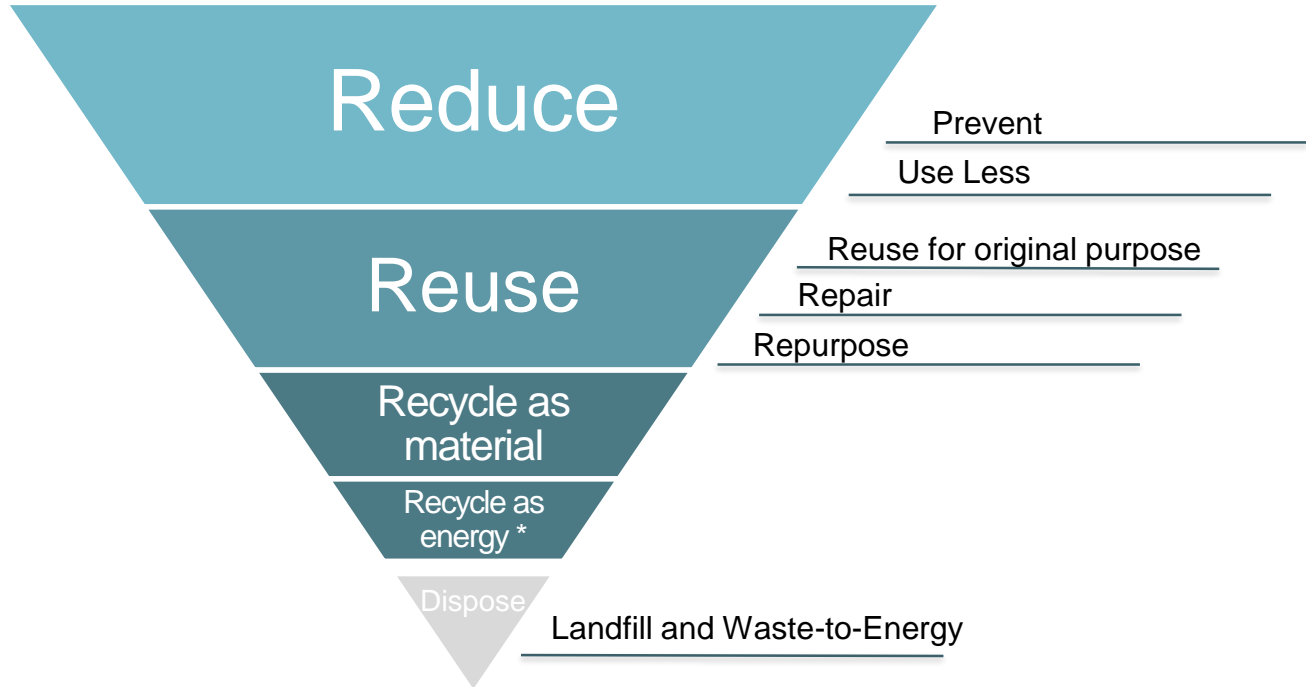 Reduce
Prevent
Use Less
Reuse
Reuse for original purpose
Repair
Repurpose
Recycle as
material
Recycle as
energy *
Dispose
Landfill and Waste-to-Energy